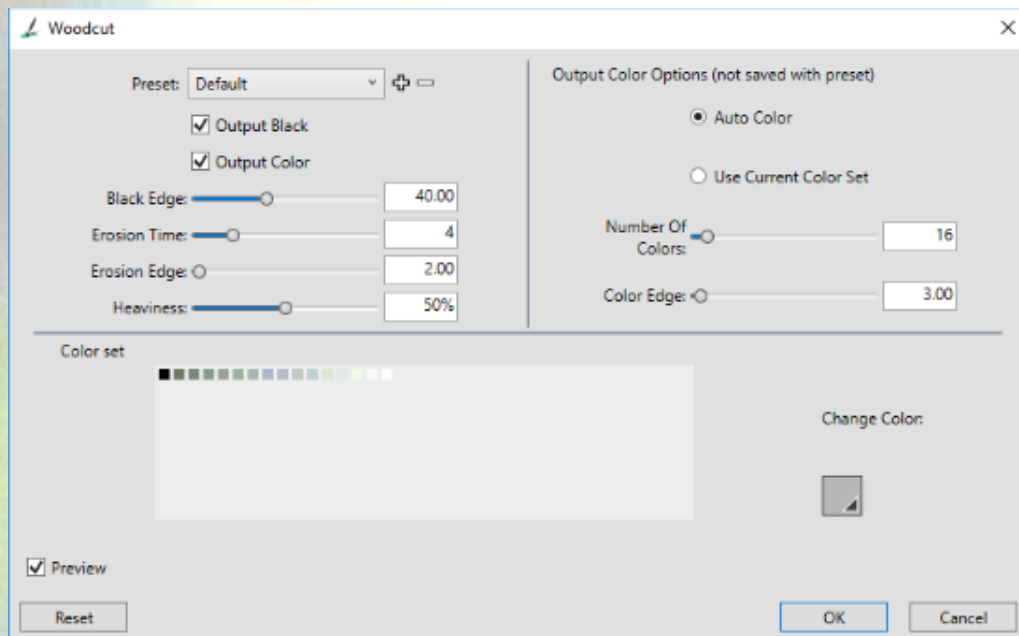 Woodcut
Preset: Default
Output Black
Output Color
Black Edge: 40.00
Erosion Time: 4
Erosion Edge: 2.00
Heaviness: 50%
Output Color Options (not saved with preset)
Auto Color
Use Current Color Set
Number Of
Colors: 16
Color Edge: 3.00
Color set
Change Color:
Preview
Reset
OK
Cancel